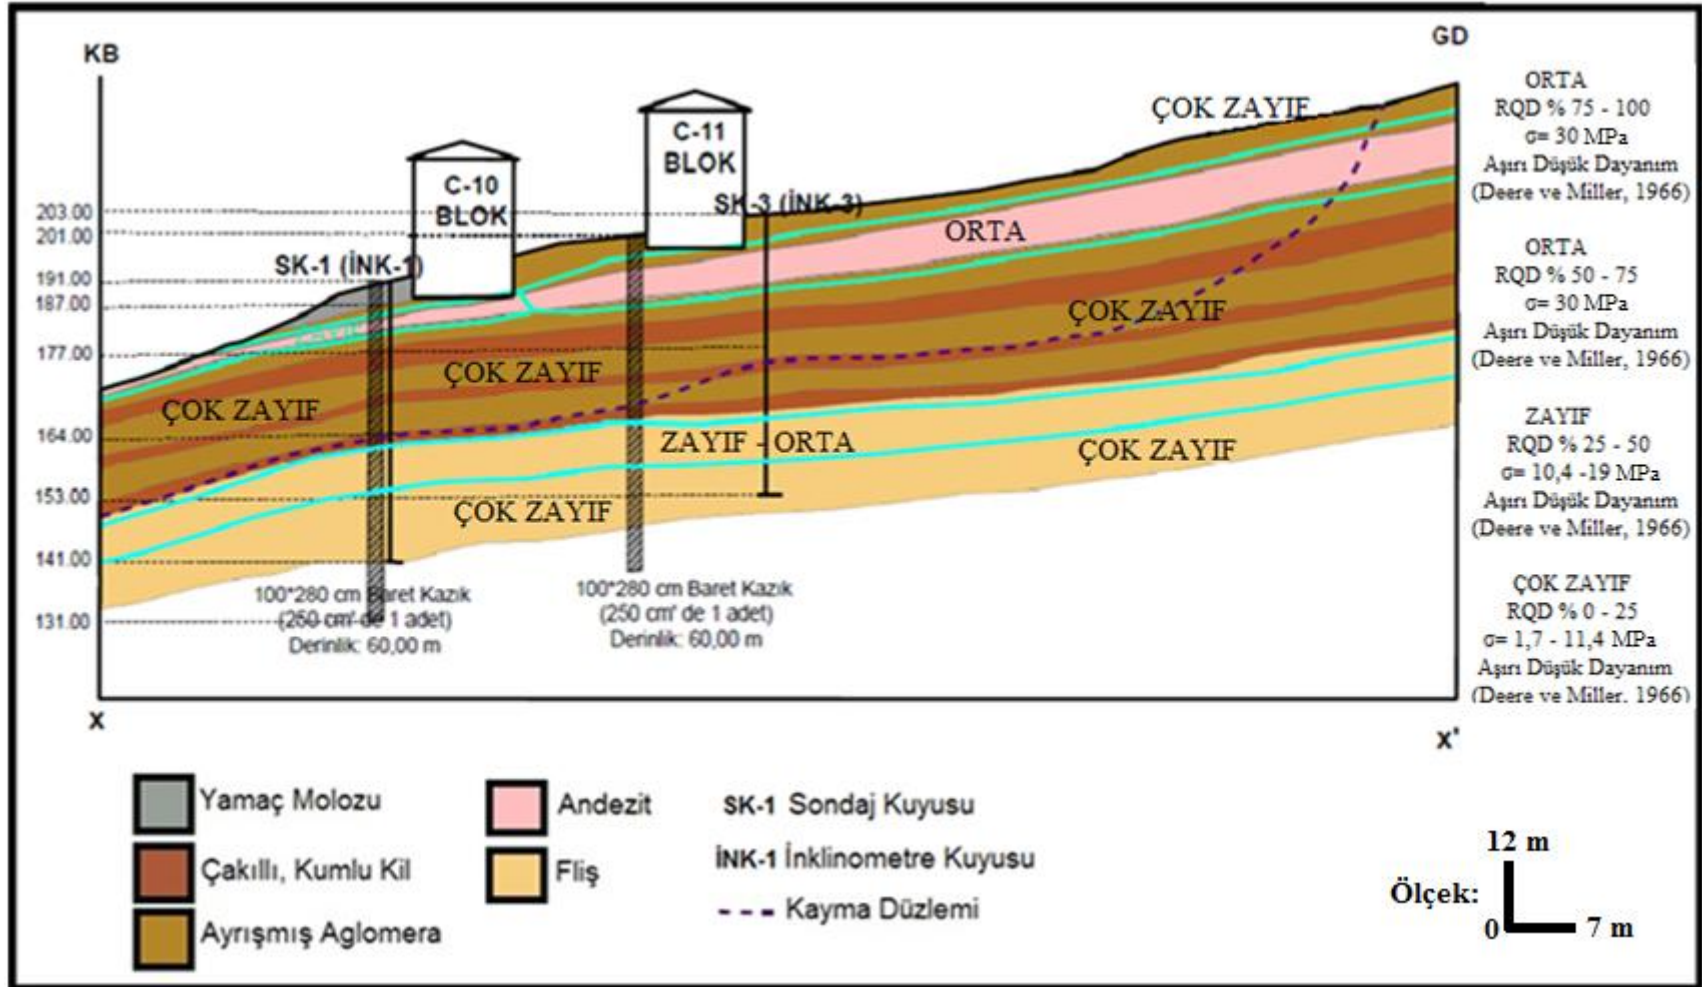 KB
GD
C-10
BLOK
C-11
BLOK
SK-1 (İNK-1)
SK-3 (İNK-3)
203.00
201.00
191.00
187.00
177.00
164.00
153.00
141.00
131.00
ÇOK ZAYIF
ORTA
ÇOK ZAYIF
ÇOK ZAYIF
ÇOK ZAYIF
ZAYIF - ORTA
ÇOK ZAYIF
ÇOK ZAYIF
100*280 cm Baret Kazık
(250 cm' de 1 adet)
Derinlik: 60,00 m
100*280 cm Baret Kazık
(250 cm' de 1 adet)
Derinlik: 60,00 m
X
X'
ORTA
RQD % 75 - 100
σ= 30 MPa
Aşırı Düşük Dayanım
(Deere ve Miller, 1966)
ORTA
RQD % 50 - 75
σ= 30 MPa
Aşırı Düşük Dayanım
(Deere ve Miller, 1966)
ZAYIF
RQD % 25 - 50
σ= 10,4 -19 MPa
Aşırı Düşük Dayanım
(Deere ve Miller, 1966)
ÇOK ZAYIF
RQD % 0 - 25
σ= 1,7 - 11,4 MPa
Aşırı Düşük Dayanım
(Deere ve Miller, 1966)
Yamaç Molozu
Çakıllı, Kumlu Kil
Ayrışmış Aglomera
Andezit
Fliş
SK-1 Sondaj Kuyusu
İNK-1 İnklinometre Kuyusu
Kayma Düzlemi
Ölçek:
12 m
0
7 m